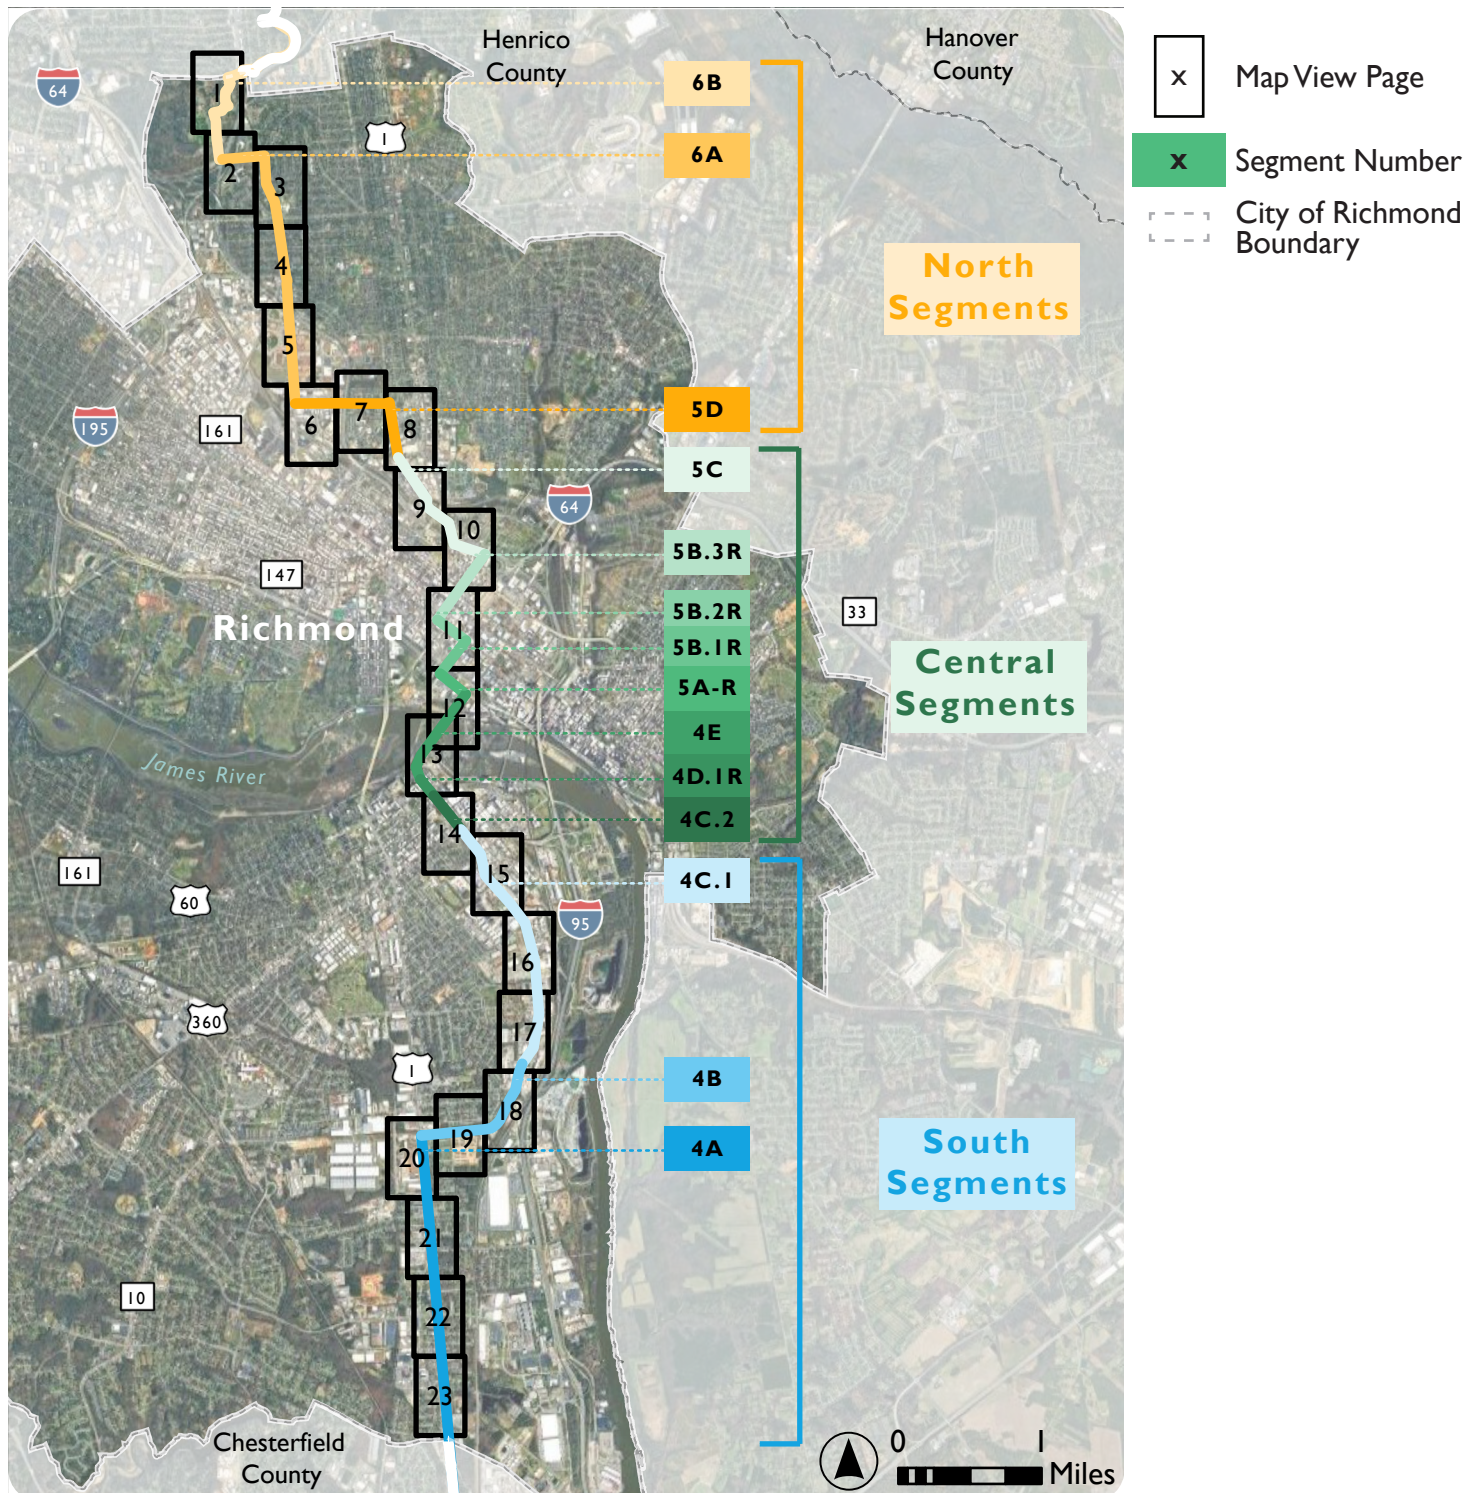 Henrico
County
Hanover
County
64
1
6B
6A
1
2
3
4
5
6
7
8
9
10
11
12
13
14
15
16
17
18
19
20
21
22
23
North
Segments
195
161
5D
5C
64
5B.3R
147
Richmond
5B.2R
5B.1R
5A-R
4E
4D.1R
4C.2
33
Central
Segments
James River
161
60
4C.1
95
360
1
4B
4A
South
Segments
10
Chesterfield
County
0 1
Miles
x Map View Page
x Segment Number
City of Richmond
Boundary